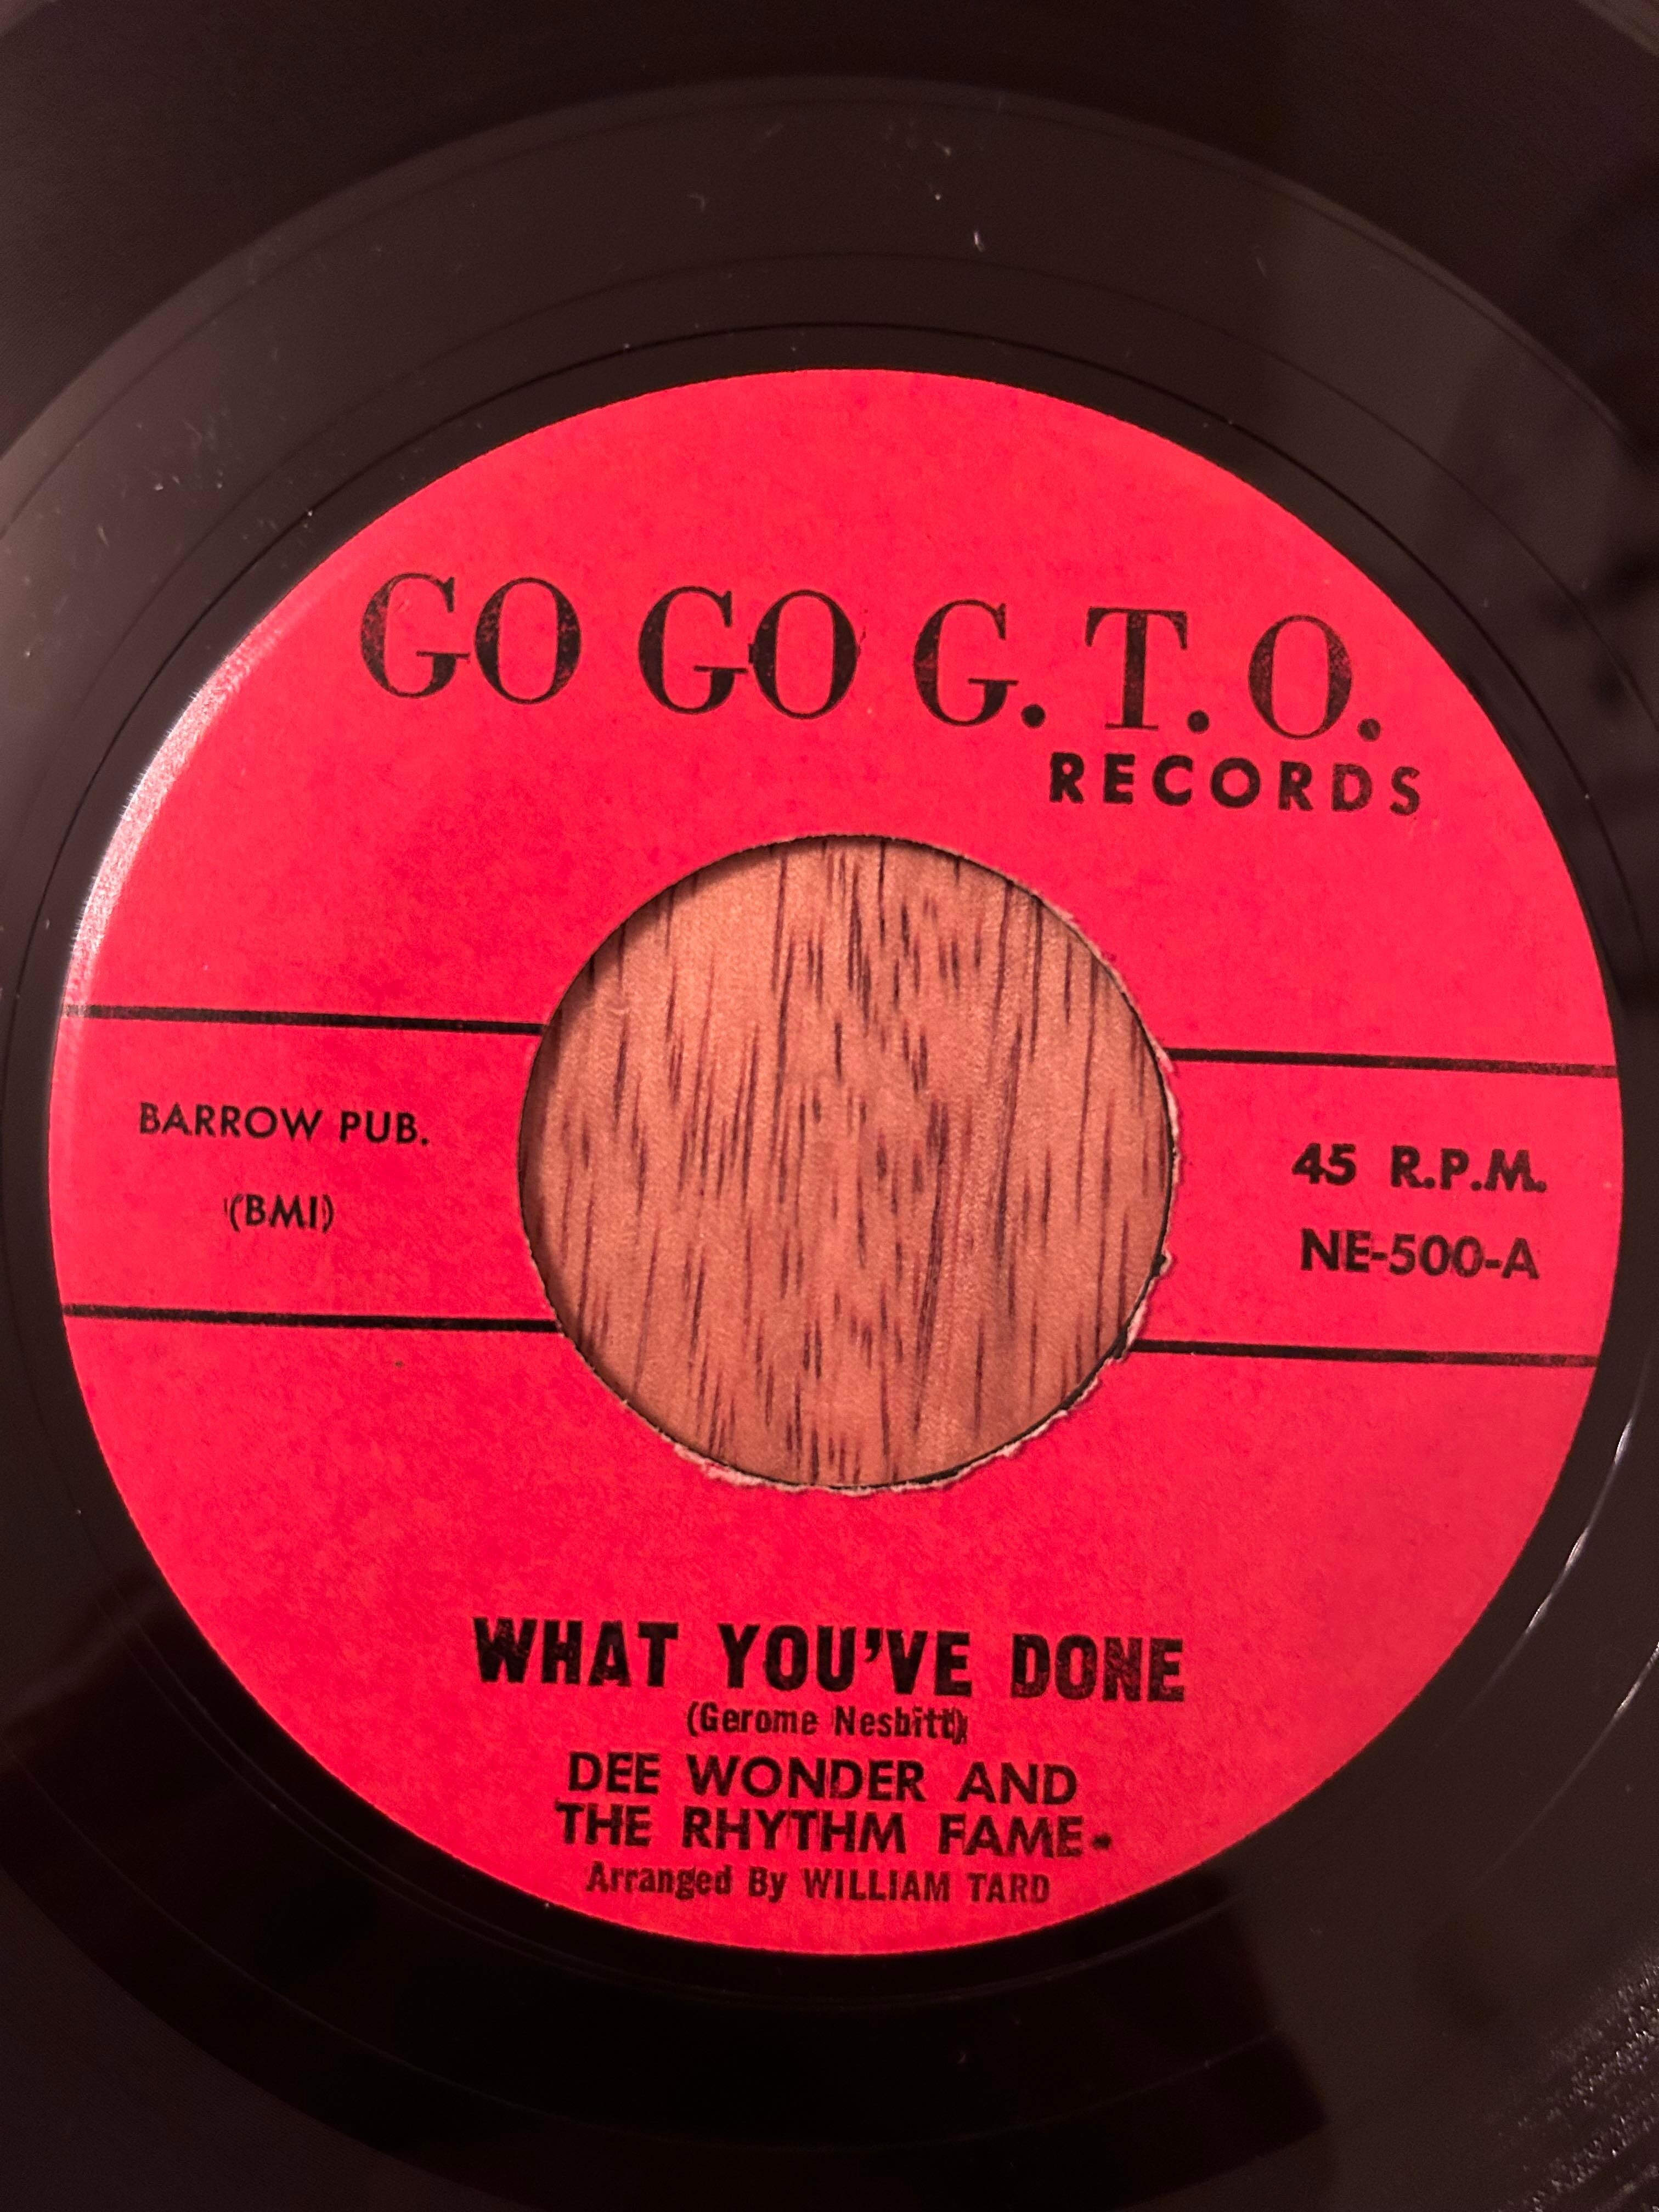 GO GO G. T. O.
RECORDS
BARROW PUB.
(BMI)
45 R.P.M.
NE-500-A
WHAT YOU'VE DONE
(Gerome Nesbitt)
DEE WONDER AND
THE RHYTHM FAME
Arranged By WILLIAM TARD